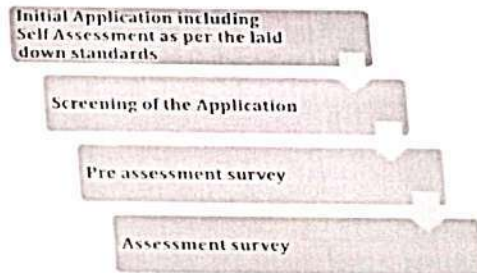 Initial Application including
Self Assessment as per the laid
down standards
Screening of the Application
Pre assessment survey
Assessment survey